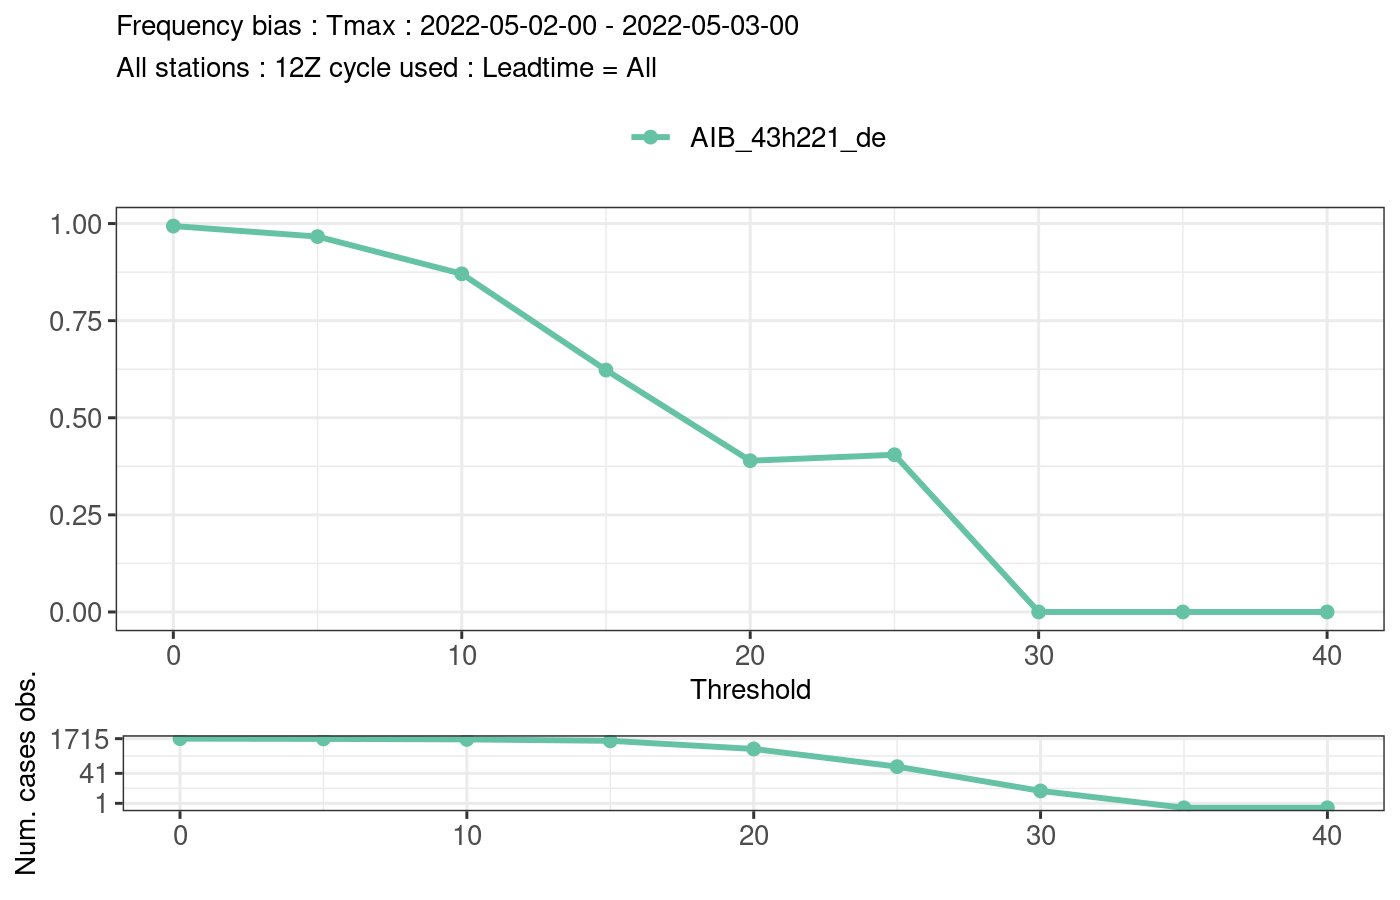 Frequency bias : Tmax : 2022-05-02-00 - 2022-05-03-00
All stations : 12Z cycle used : Leadtime = All
AIB_43h221_de
1.00
0.75
0.50
0.25
0.00
0 10 20 30 40
Threshold
Num. cases obs.
1715
41
1
0 10 20 30 40